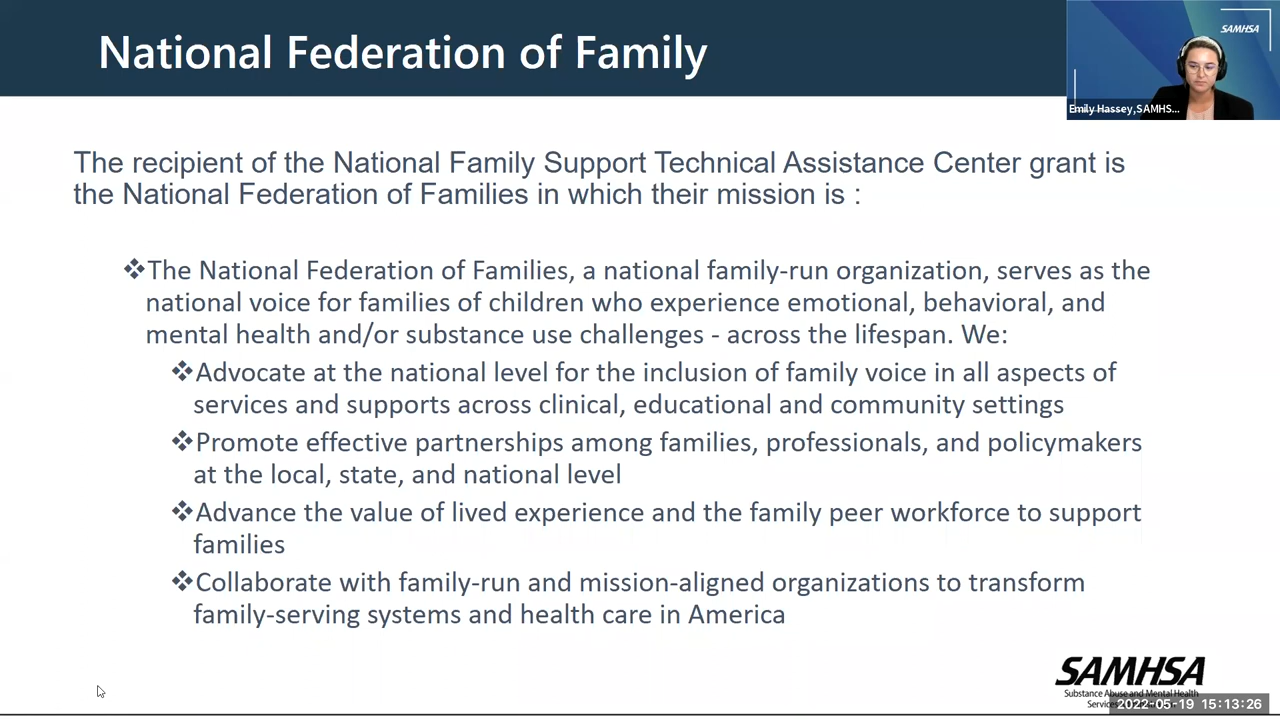 National Federation of Family
SAMHSA
Emily Hassey,SAMHS...
The recipient of the National Family Support Technical Assistance Center grant is
the National Federation of Families in which their mission is :
❖The National Federation of Families, a national family-run organization, serves as the
national voice for families of children who experience emotional, behavioral, and
mental health and/or substance use challenges - across the lifespan. We:
❖Advocate at the national level for the inclusion of family voice in all aspects of
services and supports across clinical, educational and community settings
❖Promote effective partnerships among families, professionals, and policymakers
at the local, state, and national level
❖Advance the value of lived experience and the family peer workforce to support
families
❖Collaborate with family-run and mission-aligned organizations to transform
family-serving systems and health care in America
SAMHSA
Substance Abuse and Mental Health
2022-05-19 15:13:26